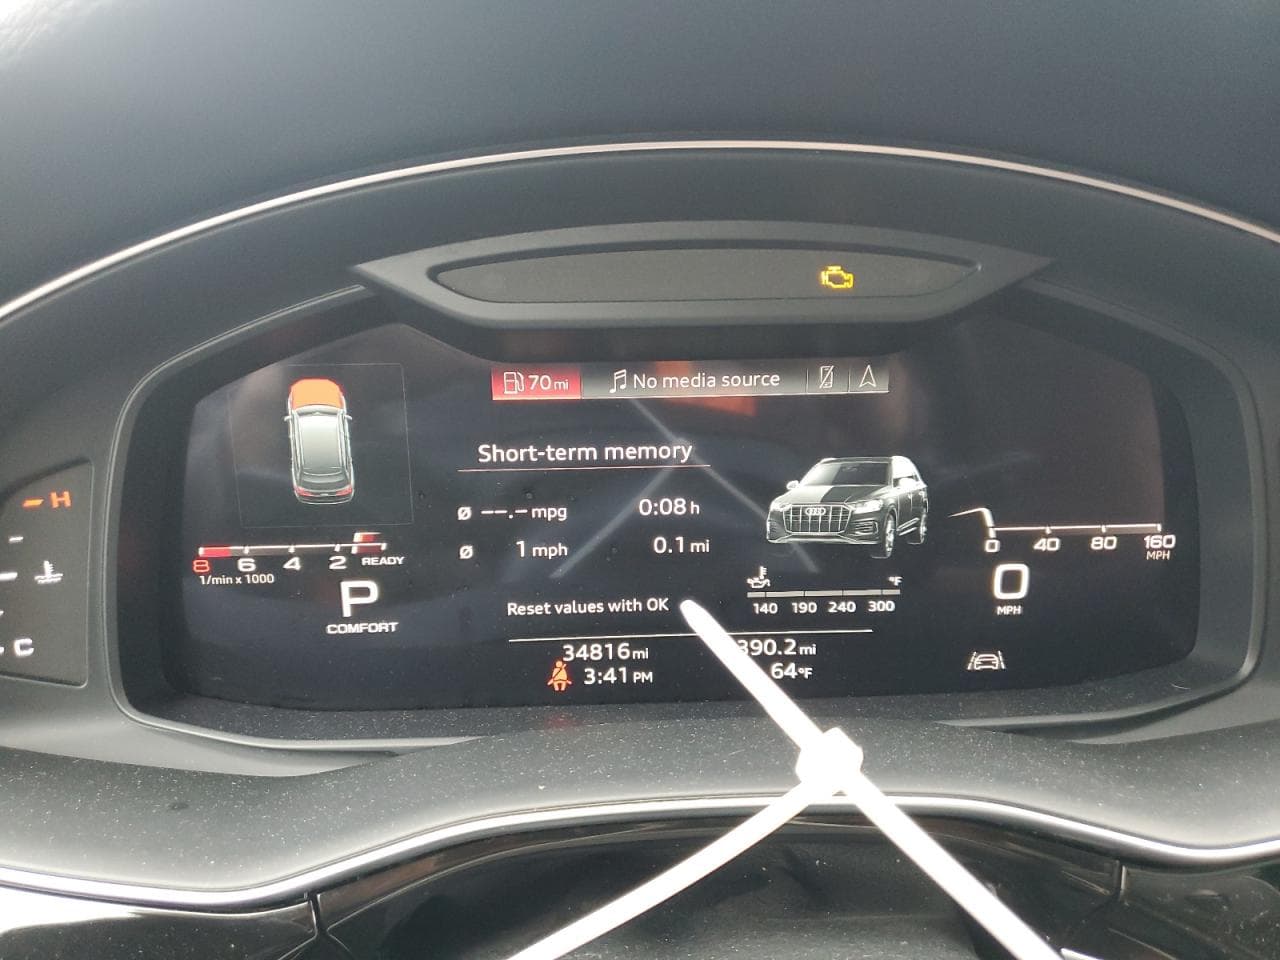 70 mi No media source
Short-term memory
ø --.- mpg 0:08 h
ø 1 mph 0.1 mi
Reset values with OK
34816 mi 390.2 mi
3:41 PM 64°F
H
C
8 6 4 2 READY
1/min x 1000
P
COMFORT
°F
140 190 240 300
0 40 80 160
MPH
0
MPH